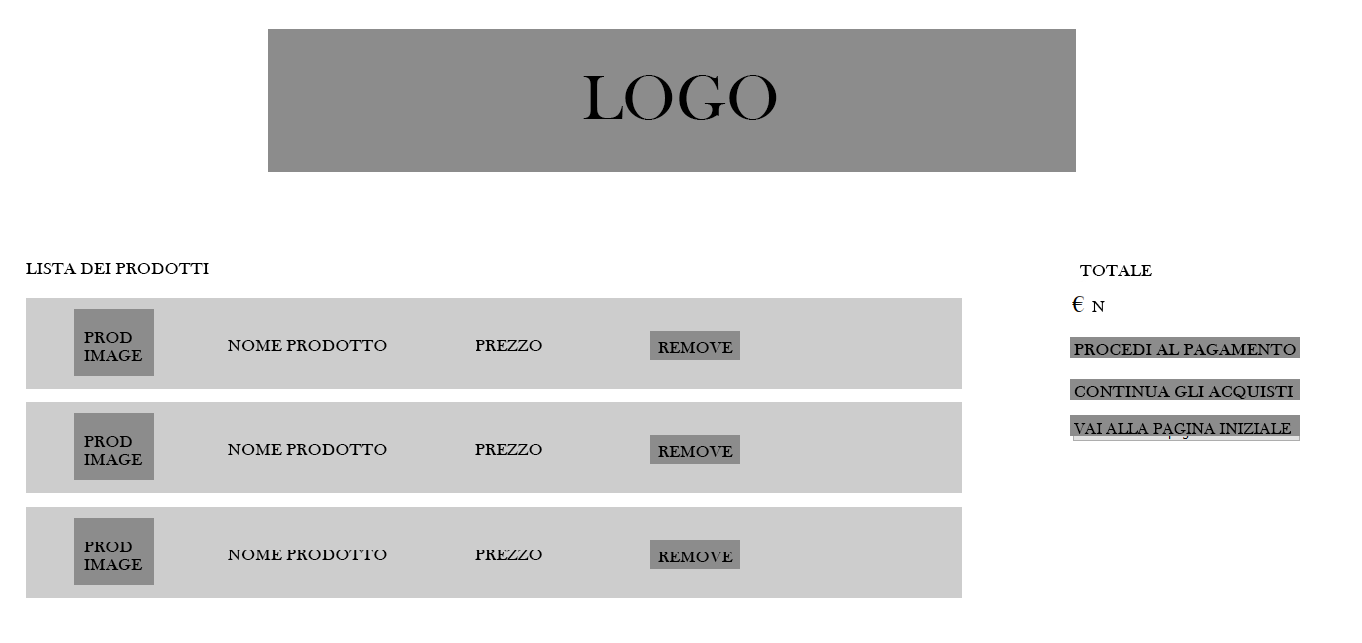 LOGO
LISTA DEI PRODOTTI
PROD
IMAGE
NOME PRODOTTO
PREZZO
REMOVE
PROD
IMAGE
NOME PRODOTTO
PREZZO
REMOVE
PROD
IMAGE
NOME PRODOTTO
PREZZO
REMOVE
TOTALE
€ N
PROCEDI AL PAGAMENTO
CONTINUA GLI ACQUISTI
VAI ALLA PAGINA INIZIALE